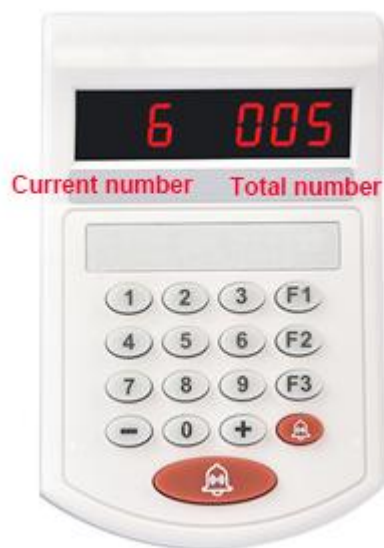 6 005
Current number Total number
1 2 3 F1
4 5 6 F2
7 8 9 F3
- 0 +